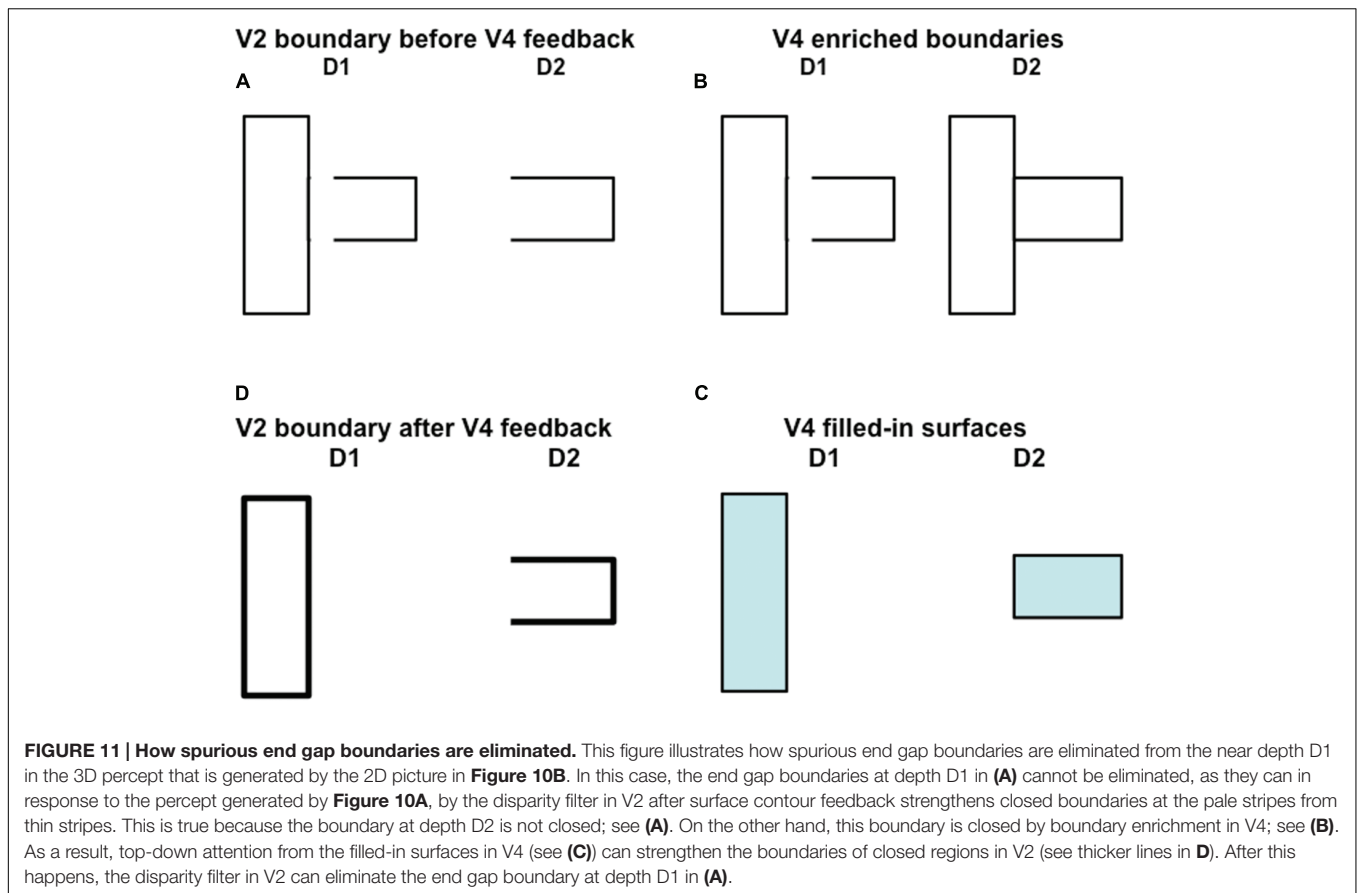 V2 boundary before V4 feedback
D1 D2
A
V4 enriched boundaries
D1 D2
B
D
V2 boundary after V4 feedback
D1 D2
C
V4 filled-in surfaces
D1 D2
FIGURE 11 | How spurious end gap boundaries are eliminated. This figure illustrates how spurious end gap boundaries are eliminated from the near depth D1
in the 3D percept that is generated by the 2D picture in Figure 10B. In this case, the end gap boundaries at depth D1 in (A) cannot be eliminated, as they can in
response to the percept generated by Figure 10A, by the disparity filter in V2 after surface contour feedback strengthens closed boundaries at the pale stripes from
thin stripes. This is true because the boundary at depth D2 is not closed; see (A). On the other hand, this boundary is closed by boundary enrichment in V4; see (B).
As a result, top-down attention from the filled-in surfaces in V4 (see (C)) can strengthen the boundaries of closed regions in V2 (see thicker lines in D). After this
happens, the disparity filter in V2 can eliminate the end gap boundary at depth D1 in (A).